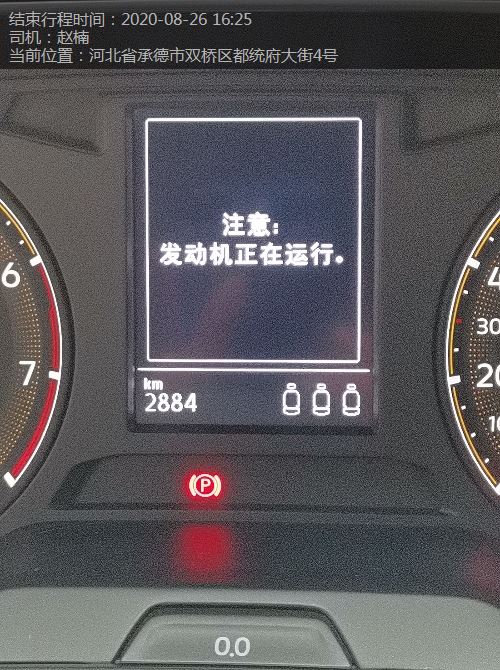 结束行程时间：2020-08-26 16:25
司机：赵楠
当前位置：河北省承德市双桥区都统府大街4号
注意：
发动机正在运行。
6
7
4
30
20
10
km
2884
P
0.0